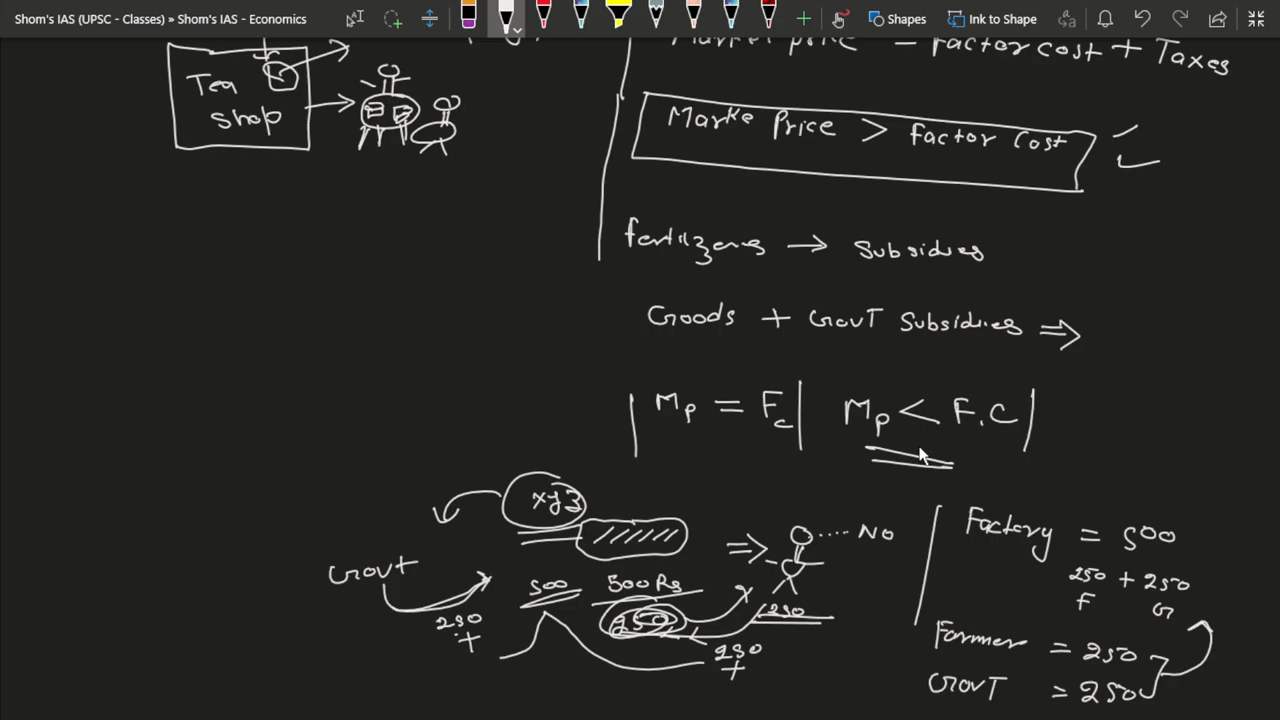 Shom's IAS (UPSC - Classes) » Shom's IAS - Economics
Shapes
Ink to Shape
Market price = Factor cost + Taxes
Tea
shop
Marke Price > Factor Cost
fertilizers → Subsidies
Goods + Govt Subsidies ⇒
Mp = Fc | Mp < F.C
xyz
NO
Factory = 500
250 + 250
F G
Govt
500 500 Rs
250
250 +
250
250 +
Farmer = 250
GovT = 250